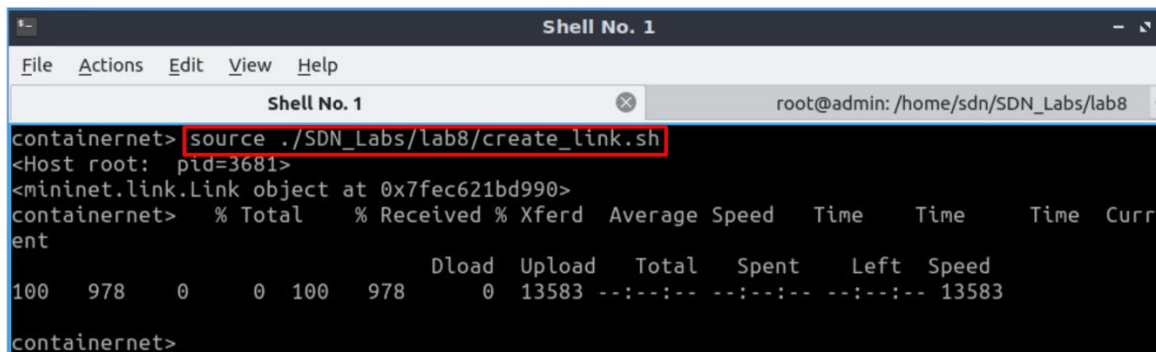 Shell No. 1
File Actions Edit View Help
Shell No. 1 root@admin: /home/sdn/SDN_Labs/lab8
containernet> source ./SDN_Labs/lab8/create_link.sh
<Host root:  pid=3681>
<mininet.link.Link object at 0x7fec621bd990>
containernet>   % Total    % Received % Xferd  Average Speed   Time    Time     Time  Curr
ent
                                 Dload  Upload   Total   Spent    Left  Speed
100   978    0     0  100   978      0  13583 --:--:-- --:--:-- --:--:-- 13583
containernet>